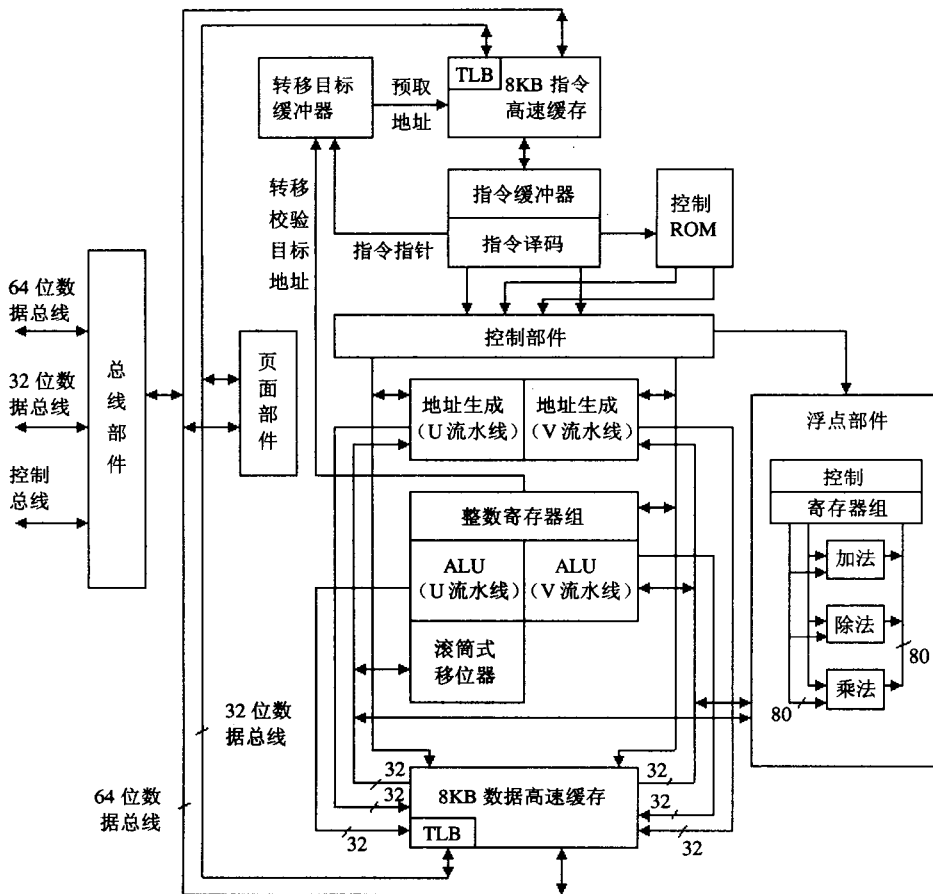 TLB
8KB 指令
高速缓存
转移目标
缓冲器
预取
地址
转移
校验
目标
地址
指令指针
指令缓冲器
指令译码
控制
ROM
控制部件
64 位数
据总线
32 位数
据总线
控制
总线
总
线
部
件
页
面
部
件
地址生成
(U 流水线)
地址生成
(V 流水线)
整数寄存器组
ALU
(U 流水线)
ALU
(V 流水线)
滚筒式
移位器
浮点部件
控制
寄存器组
加法
除法
乘法
80
80
32 位数
据总线
64 位数
据总线
32
32
32
32
32
32
8KB 数据高速缓存
TLB